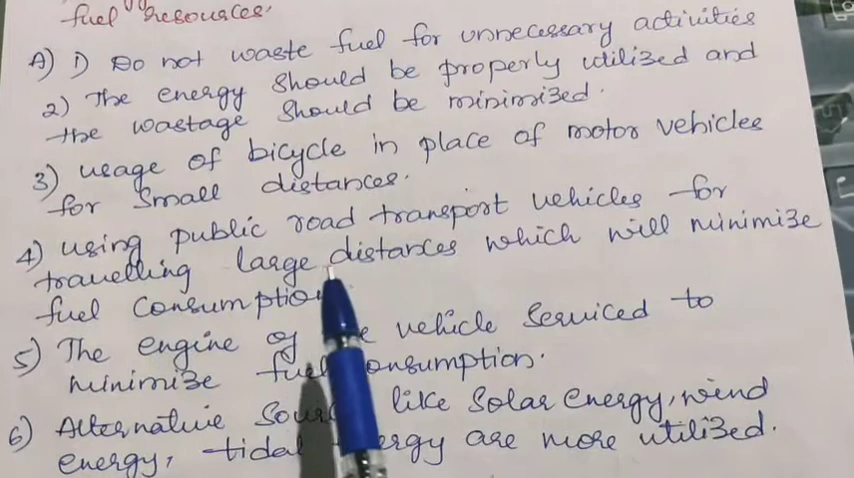 fuel resources.
A) 1) Do not waste fuel for unnecessary activities
2) The energy should be properly utilized and
the wastage should be minimized.
3) usage of bicycle in place of motor vehicles
for small distances.
4) using public road transport vehicles for
travelling large distances which will minimize
fuel consumption
5) The engine of vehicle serviced to
minimize fuel consumption.
6) Alternative like solar energy, wind
energy, tidal energy are more utilized.